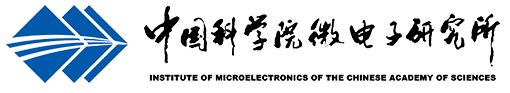 中国科学院微电子研究所
INSTITUTE OF MICROELECTRONICS OF THE CHINESE ACADEMY OF SCIENCES